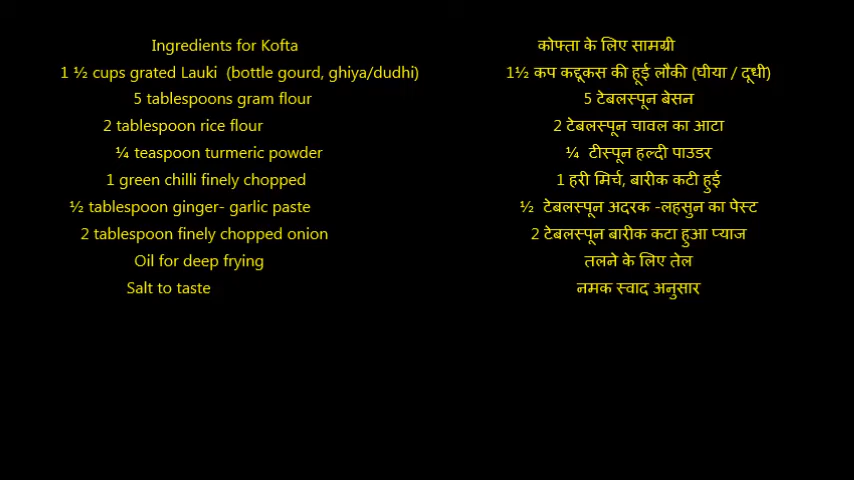 Ingredients for Kofta
1 ½ cups grated Lauki (bottle gourd, ghiya/dudhi)
5 tablespoons gram flour
2 tablespoon rice flour
¼ teaspoon turmeric powder
1 green chilli finely chopped
½ tablespoon ginger- garlic paste
2 tablespoon finely chopped onion
Oil for deep frying
Salt to taste
कोफ्ता के लिए सामग्री
1½ कप कद्दूकस की हूई लौकी (घीया / दूधी)
5 टेबलस्पून बेसन
2 टेबलस्पून चावल का आटा
¼ टीस्पून हल्दी पाउडर
1 हरी मिर्च, बारीक कटी हुई
½ टेबलस्पून अदरक -लहसुन का पेस्ट
2 टेबलस्पून बारीक कटा हुआ प्याज
तलने के लिए तेल
नमक स्वाद अनुसार